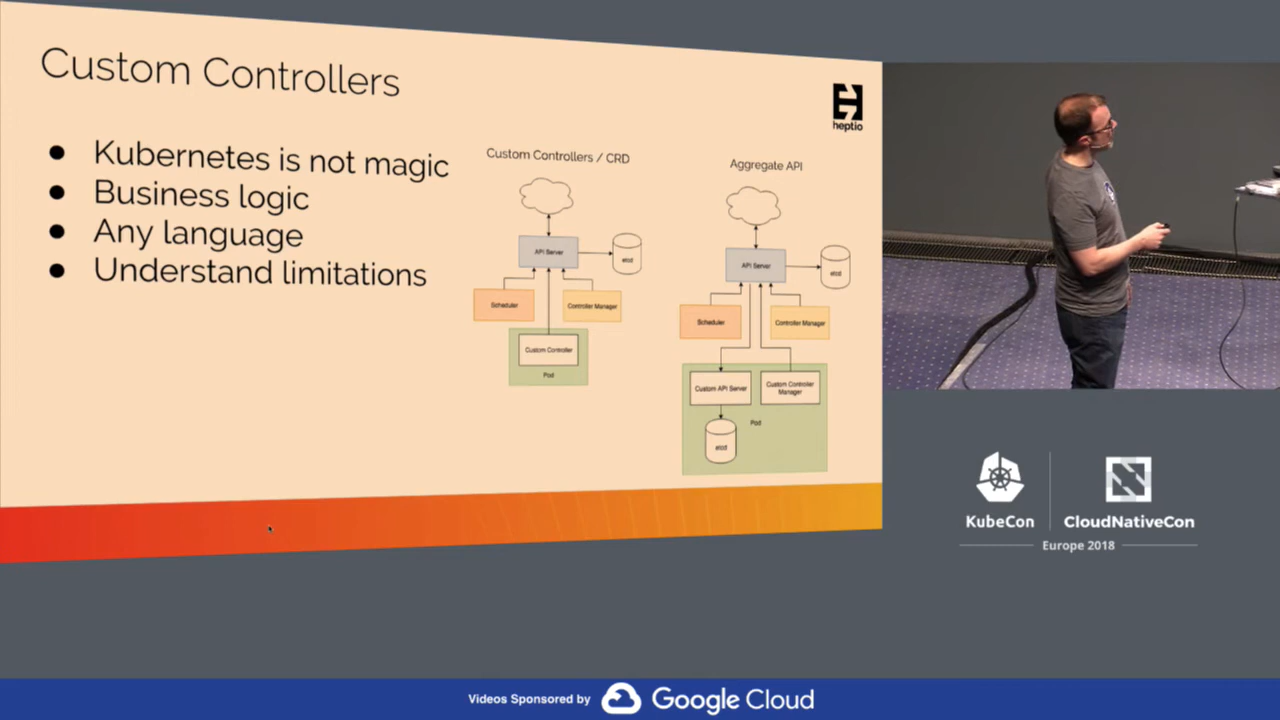 Custom Controllers
heptio
Kubernetes is not magic
Business logic
Any language
Understand limitations
Custom Controllers / CRD
API Server
etcd
Scheduler
Controller Manager
Custom Controller
Pod
Aggregate API
API Server
etcd
Scheduler
Controller Manager
Custom API Server
Custom Controller
Manager
Pod
etcd
KubeCon
CloudNativeCon
Europe 2018
Videos Sponsored by
Google Cloud